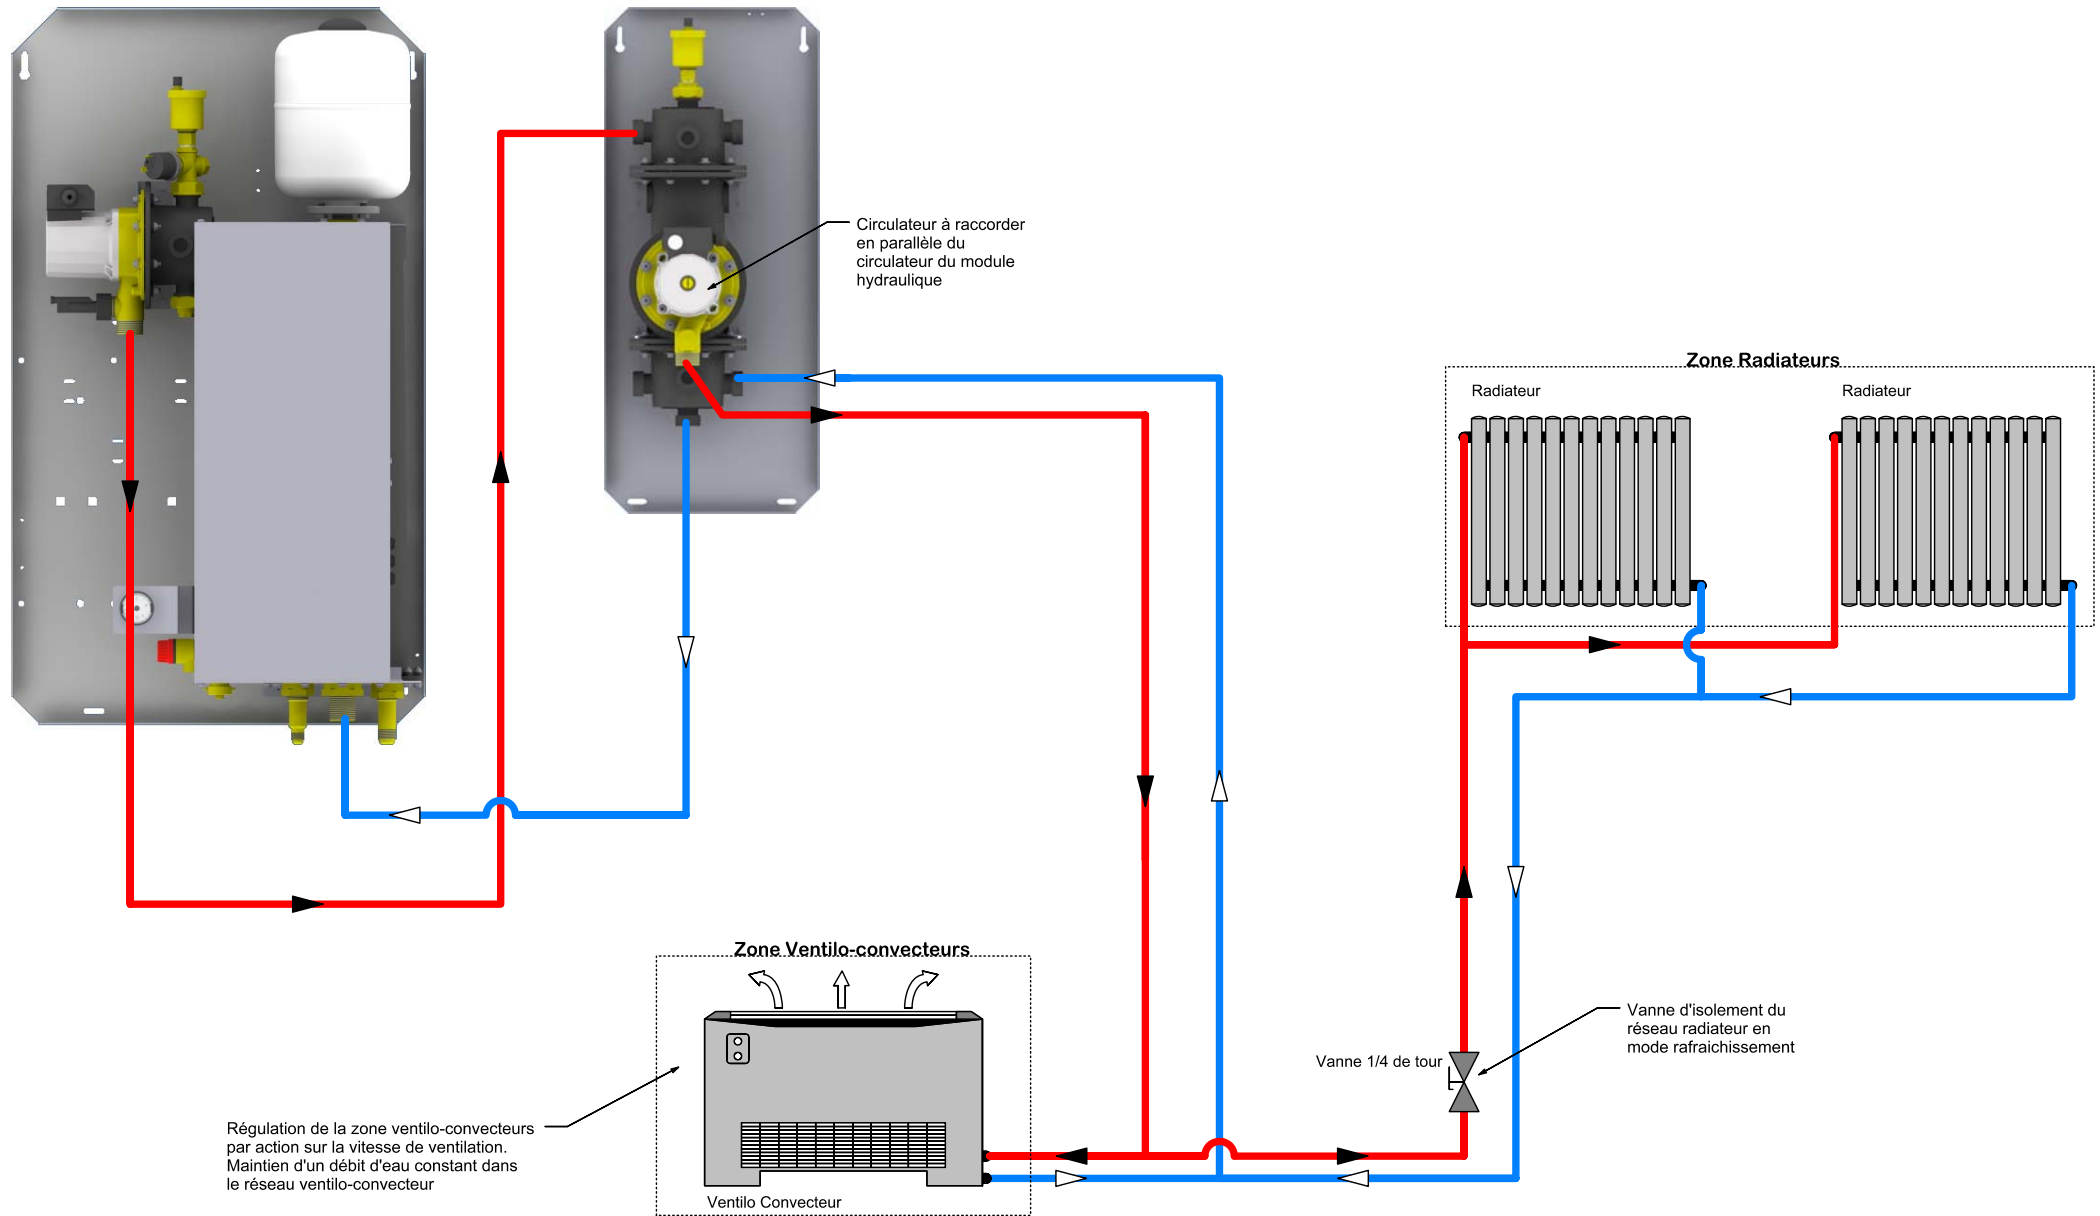 Circulateur à raccorder
en parallèle du
circulateur du module
hydraulique
Zone Radiateurs
Radiateur
Radiateur
Zone Ventilo-convecteurs
Vanne d'isolement du
réseau radiateur en
mode rafraichissement
Vanne 1/4 de tour
Régulation de la zone ventilo-convecteurs
par action sur la vitesse de ventilation.
Maintien d'un débit d'eau constant dans
le réseau ventilo-convecteur
Ventilo Convecteur